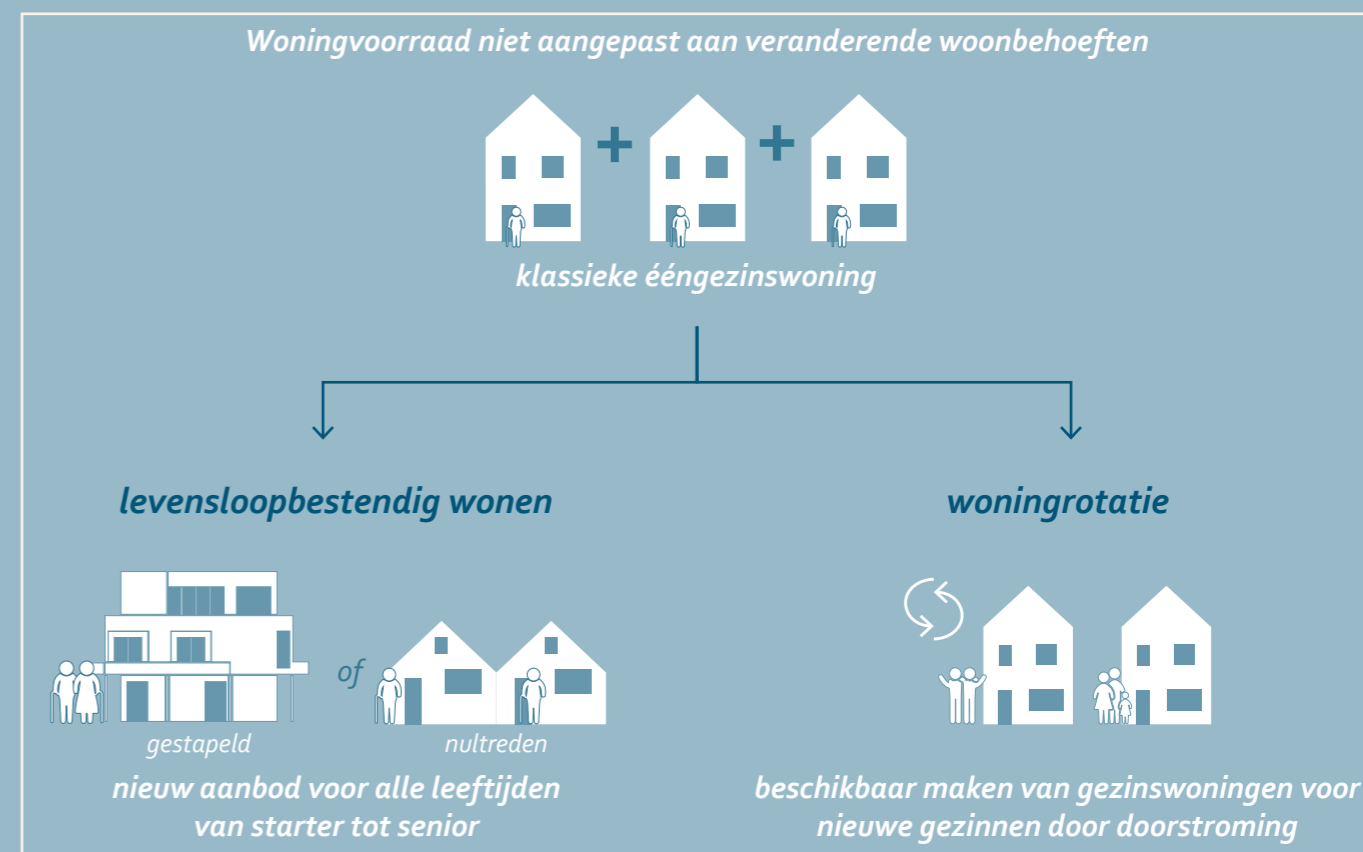 Woningvoorraad niet aangepast aan veranderende woonbehoeften
+ +
klassieke ééngezinswoning
levensloopbestendig wonen
woningrotatie
of
gestapeld
nultreden
nieuw aanbod voor alle leeftijden
van starter tot senior
beschikbaar maken van gezinswoningen voor
nieuwe gezinnen door doorstroming